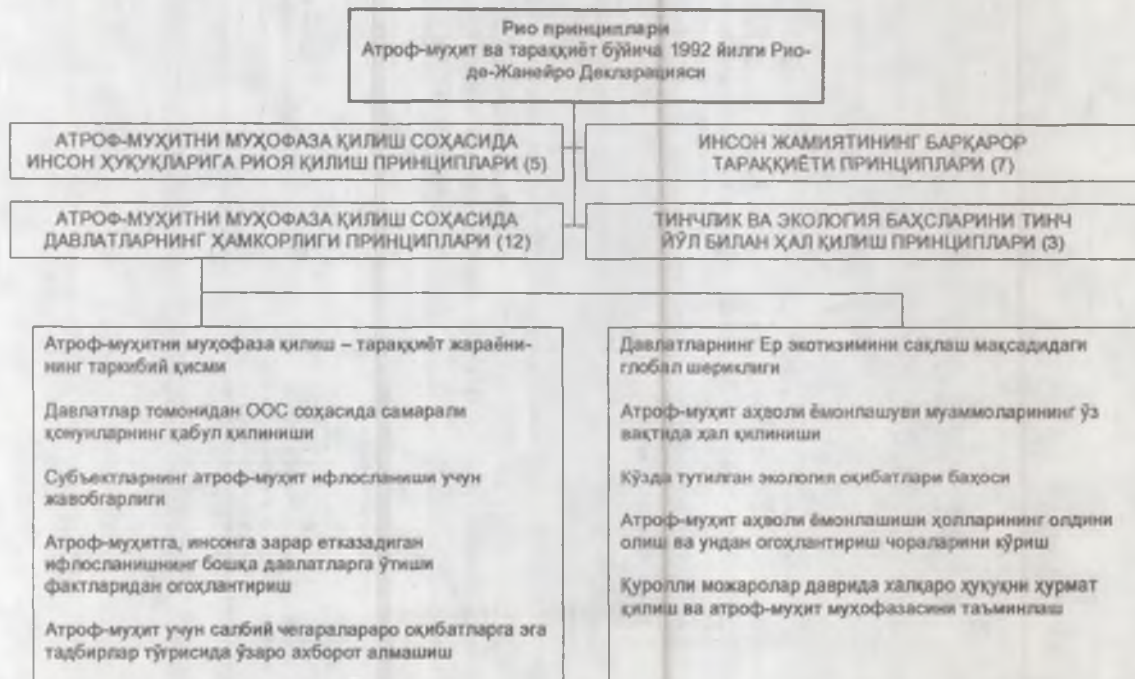 Рио принциплари
Атроф-муҳит ва тараққиёт бўйича 1992 йилги Рио-
де-Жанейро Декларацияси
АТРОФ-МУҲИТНИ МУҲОФАЗА ҚИЛИШ СОҲАСИДА
ИНСОН ҲУҚУҚЛАРИГА РИОЯ ҚИЛИШ ПРИНЦИПЛАРИ (5)
ИНСОН ЖАМИЯТИНИНГ БАРҚАРОР
ТАРАҚҚИЁТИ ПРИНЦИПЛАРИ (7)
АТРОФ-МУҲИТНИ МУҲОФАЗА ҚИЛИШ СОҲАСИДА
ДАВЛАТЛАРНИНГ ҲАМКОРЛИГИ ПРИНЦИПЛАРИ (12)
ТИНЧЛИК ВА ЭКОЛОГИЯ БАҲСЛАРИНИ ТИНЧ
ЙЎЛ БИЛАН ҲАЛ ҚИЛИШ ПРИНЦИПЛАРИ (3)
Атроф-муҳитни муҳофаза қилиш – тараққиёт жараёни-
нинг таркибий қисми
Давлатлар томонидан ООС соҳасида самарали
қонунларнинг қабул қилиниши
Субъектларнинг атроф-муҳит ифлосланиши учун
жавобгарлиги
Атроф-муҳитга, инсонга зарар етказадиган
ифлосланишнинг бошқа давлатларга ўтиши
фактларидан огоҳлантириш
Атроф-муҳит учун салбий чегаралараро оқибатларга эга
тадбирлар тўғрисида ўзаро ахборот алмашиш
Давлатларнинг Ер экотизимини сақлаш мақсадидаги
глобал шериклиги
Атроф-муҳит аҳволи ёмонлашуви муаммоларининг ўз
вақтида ҳал қилиниши
Кўзда тутилган экология оқибатлари баҳоси
Атроф-муҳит аҳволи ёмонлашиши ҳолларининг олдини
олиш ва ундан огоҳлантириш чораларини кўриш
Қуролли можаролар даврида халқаро ҳуқуқни ҳурмат
қилиш ва атроф-муҳит муҳофазасини таъминлаш